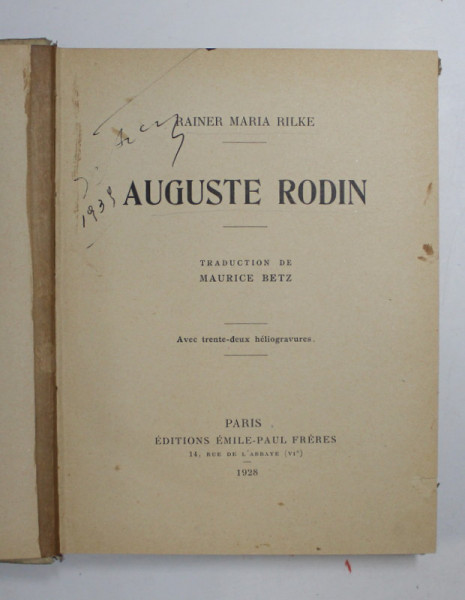 RAINER MARIA RILKE
1939
AUGUSTE RODIN
TRADUCTION DE
MAURICE BETZ
Avec trente-deux héliogravures.
PARIS
ÉDITIONS ÉMILE-PAUL FRÈRES
14, RUE DE L'ABBAYE (VIe)
1928